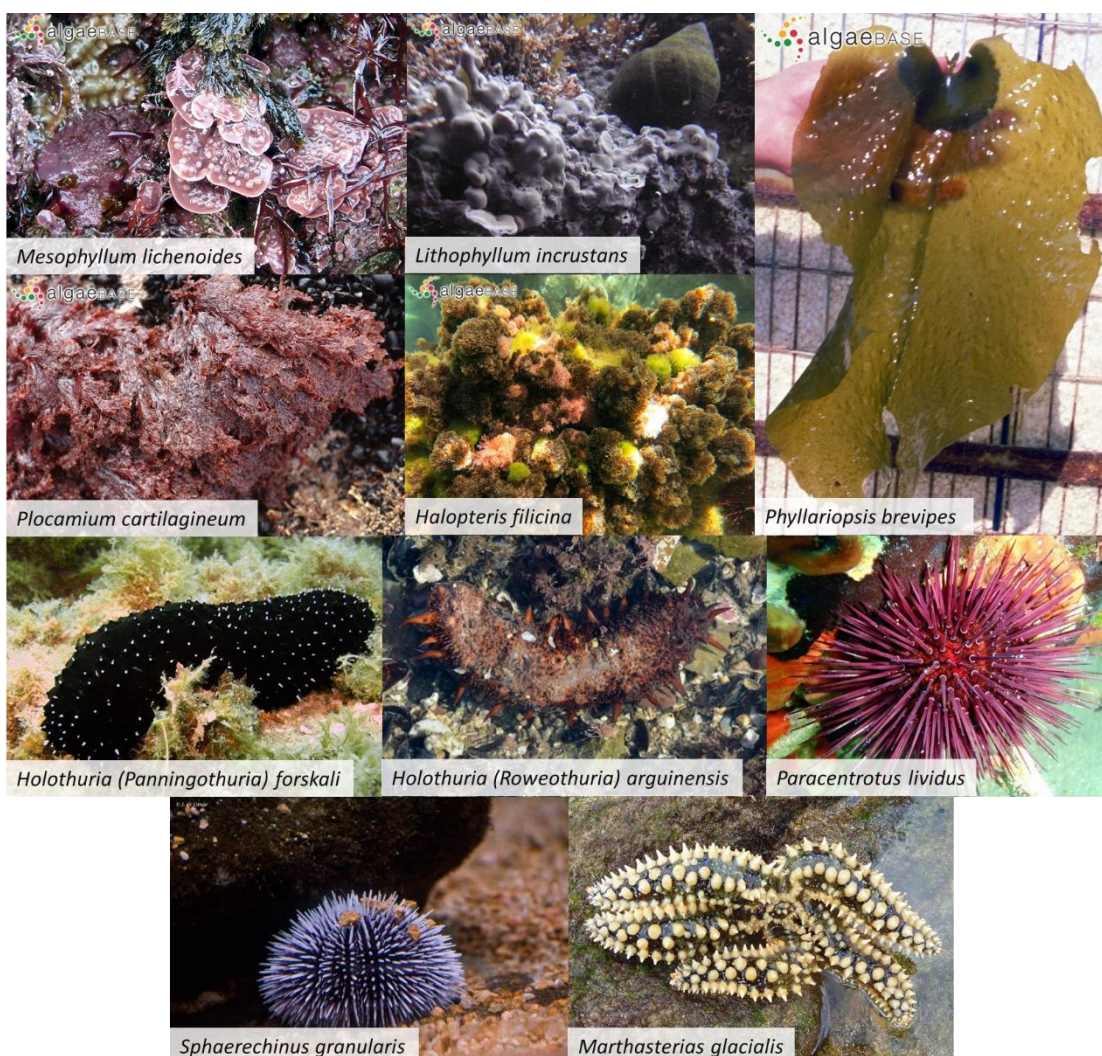 algaeBASE
algaeBASE
algaeBASE
Mesophyllum lichenoides
Lithophyllum incrustans
algaeBASE
algaeBASE
Plocamium cartilagineum
Halopteris filicina
Phyllariopsis brevipes
Holothuria (Panningothuria) forskali
Holothuria (Roweothuria) arguinensis
Paracentrotus lividus
Sphaerechinus granularis
Marthasterias glacialis